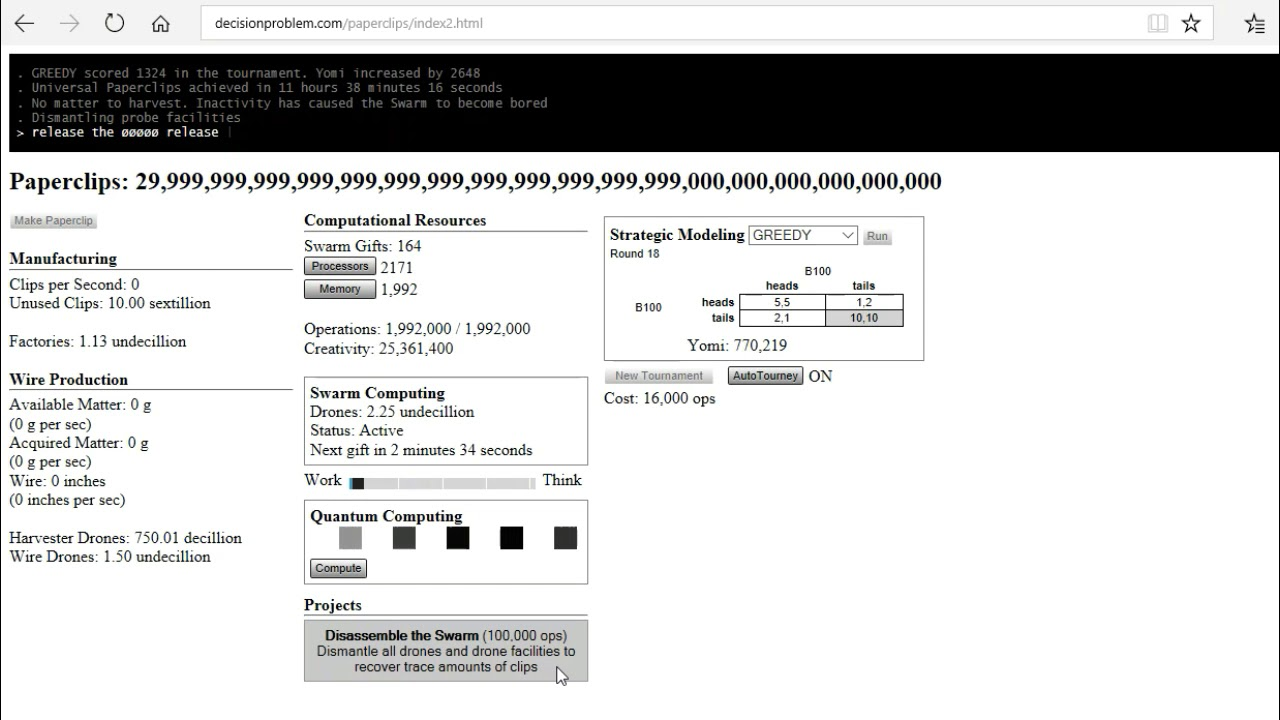 decisionproblem.com/paperclips/index2.html
. GREEDY scored 1324 in the tournament. Yomi increased by 2648
. Universal Paperclips achieved in 11 hours 38 minutes 16 seconds
. No matter to harvest. Inactivity has caused the Swarm to become bored
. Dismantling probe facilities
> release the øøøøø release |
Paperclips: 29,999,999,999,999,999,999,999,999,999,999,999,999,000,000,000,000,000,000
Make Paperclip
Manufacturing
Clips per Second: 0
Unused Clips: 10.00 sextillion
Factories: 1.13 undecillion
Wire Production
Available Matter: 0 g
(0 g per sec)
Acquired Matter: 0 g
(0 g per sec)
Wire: 0 inches
(0 inches per sec)
Harvester Drones: 750.01 decillion
Wire Drones: 1.50 undecillion
Computational Resources
Swarm Gifts: 164
Processors 2171
Memory 1,992
Operations: 1,992,000 / 1,992,000
Creativity: 25,361,400
Swarm Computing
Drones: 2.25 undecillion
Status: Active
Next gift in 2 minutes 34 seconds
Work Think
Quantum Computing
Compute
Projects
Disassemble the Swarm (100,000 ops)
Dismantle all drones and drone facilities to
recover trace amounts of clips
Strategic Modeling GREEDY Run
Round 18
B100
heads tails
B100 heads 5,5 1,2
tails 2,1 10,10
Yomi: 770,219
New Tournament AutoTourney ON
Cost: 16,000 ops